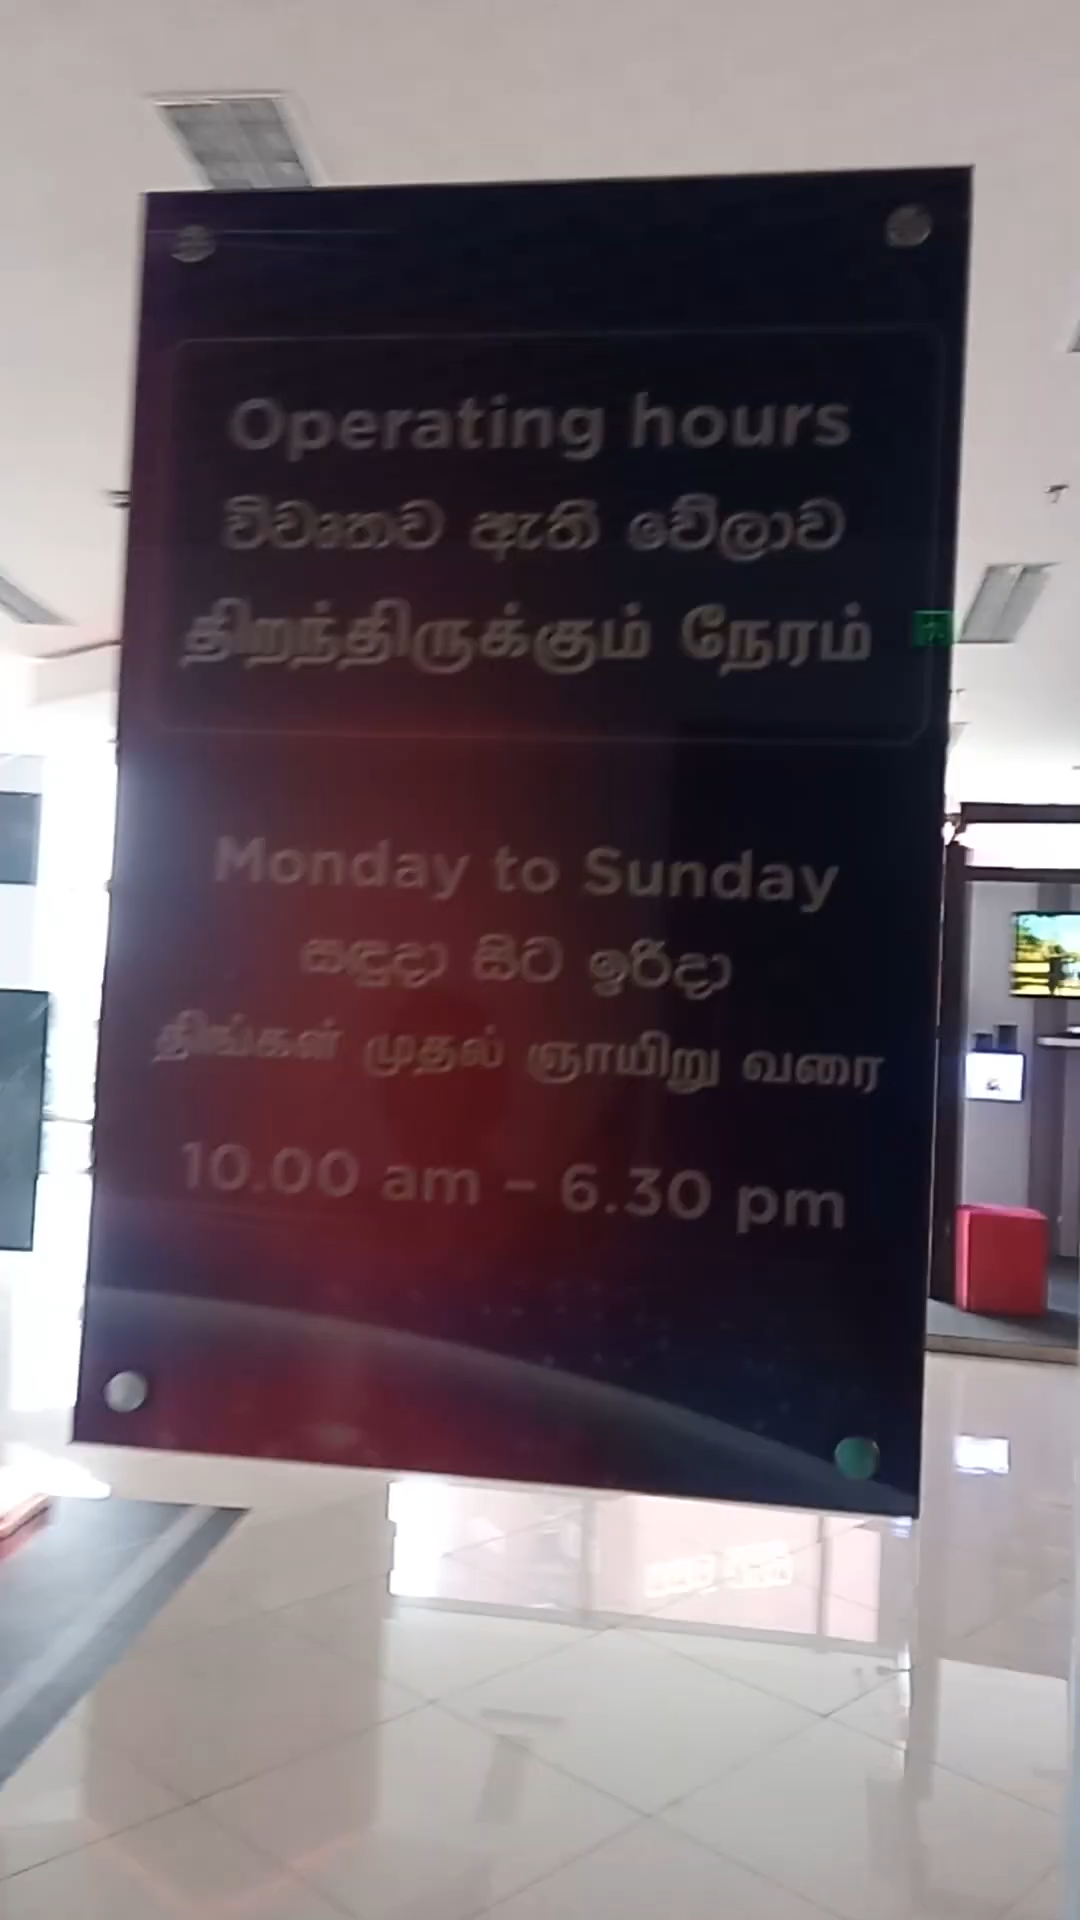 Operating hours
විවෘතව ඇති වේලාව
திறந்திருக்கும் நேரம்
Monday to Sunday
සඳුදා සිට ඉරිදා
திங்கள் முதல் ஞாயிறு வரை
10.00 am – 6.30 pm